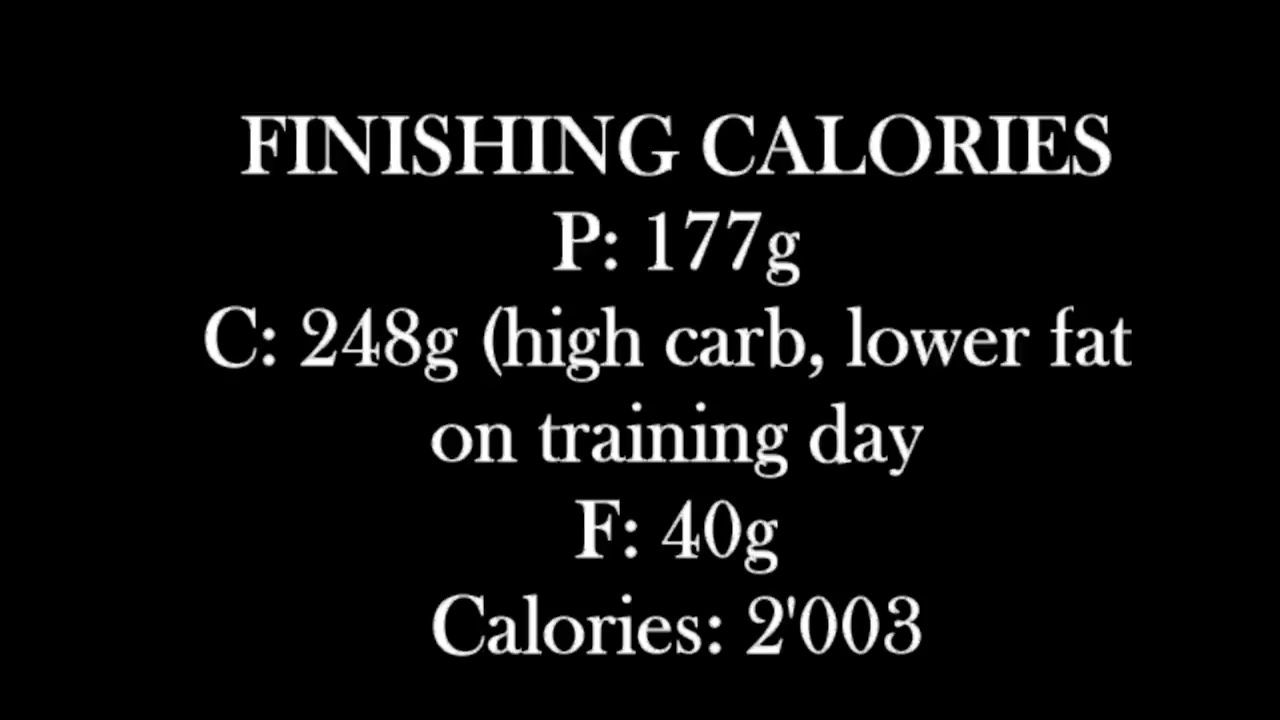 FINISHING CALORIES
P: 177g
C: 248g (high carb, lower fat
on training day
F: 40g
Calories: 2'003